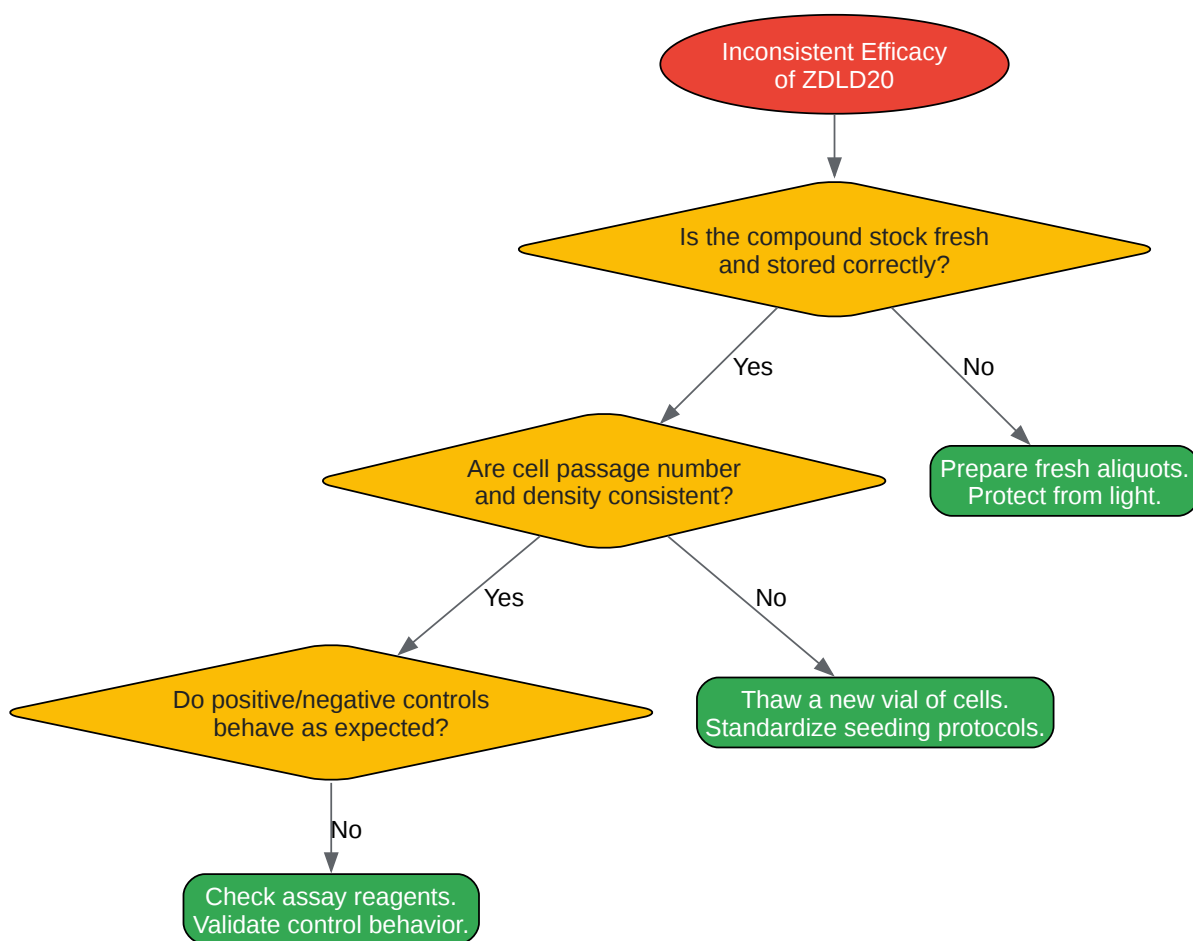 Inconsistent Efficacy
of ZDLD20
Is the compound stock fresh
and stored correctly?
Yes
No
Are cell passage number
and density consistent?
Prepare fresh aliquots.
Protect from light.
Yes
No
Do positive/negative controls
behave as expected?
Thaw a new vial of cells.
Standardize seeding protocols.
No
Check assay reagents.
Validate control behavior.